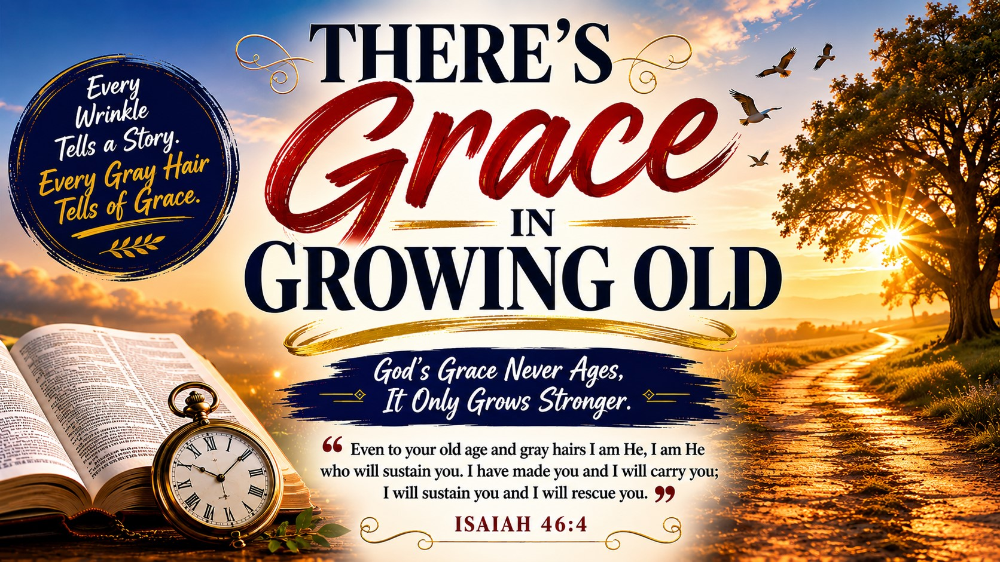 THERE'S
Grace
IN
GROWING OLD
Every
Wrinkle
Tells a Story.
Every Gray Hair
Tells of Grace.
God's Grace Never Ages,
It Only Grows Stronger.
“ Even to your old age and gray hairs I am He, I am He
who will sustain you. I have made you and I will carry you;
I will sustain you and I will rescue you. ”
ISAIAH 46:4